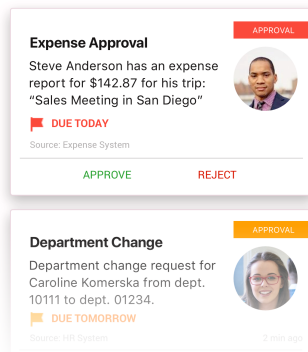 APPROVAL
Expense Approval
Steve Anderson has an expense
report for $142.87 for his trip:
“Sales Meeting in San Diego”
DUE TODAY
Source: Expense System
APPROVE REJECT
APPROVAL
Department Change
Department change request for
Caroline Komerska from dept.
10111 to dept. 01234.
DUE TOMORROW
Source: HR System 2 min ago